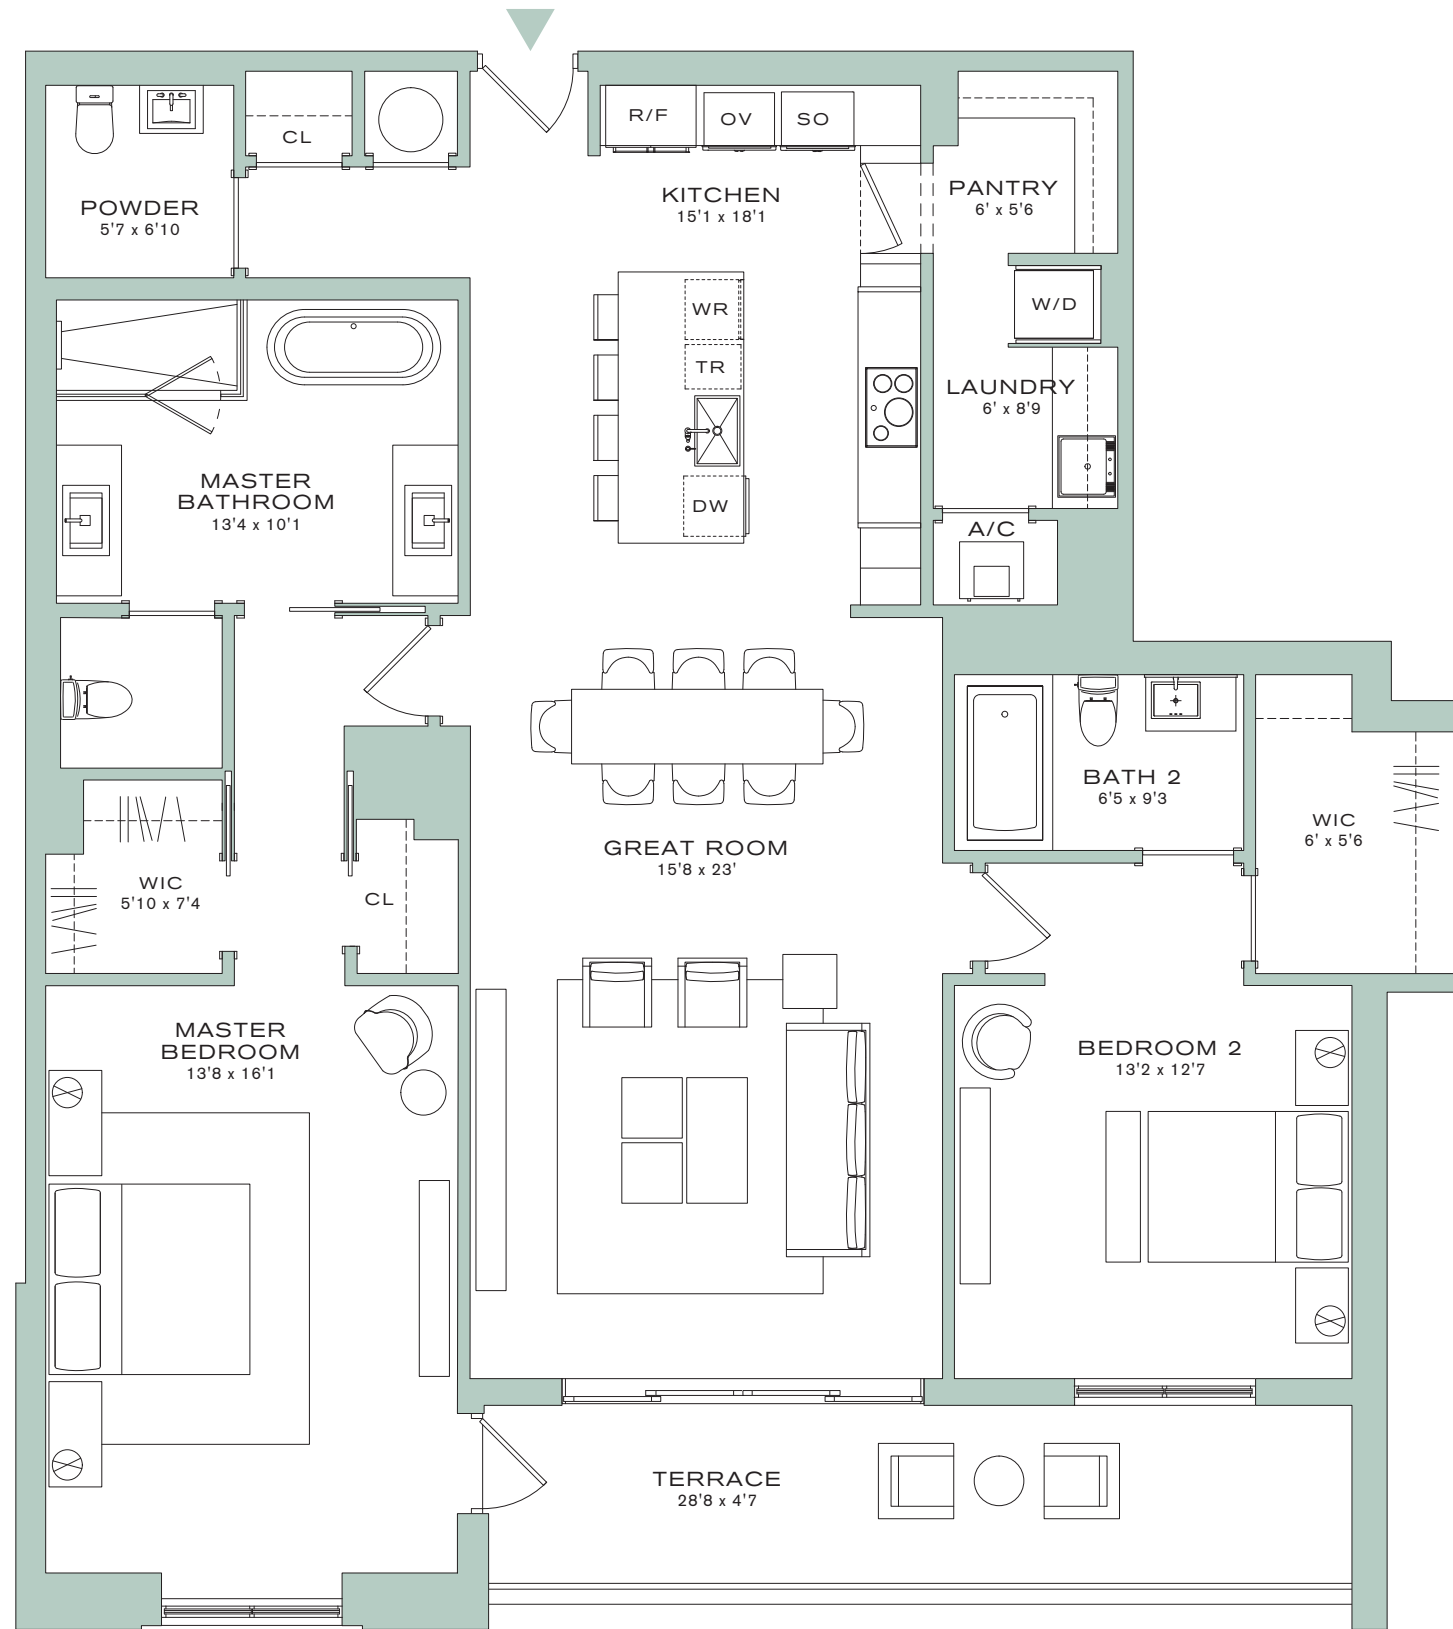 R/F
OV
SO
CL
KITCHEN
15'1 x 18'1
PANTRY
6' x 5'6
POWDER
5'7 x 6'10
WR
W/D
TR
LAUNDRY
6' x 8'9
MASTER
BATHROOM
13'4 x 10'1
DW
A/C
BATH 2
6'5 x 9'3
WIC
6' x 5'6
GREAT ROOM
15'8 x 23'
WIC
5'10 x 7'4
CL
MASTER
BEDROOM
13'8 x 16'1
BEDROOM 2
13'2 x 12'7
TERRACE
28'8 x 4'7